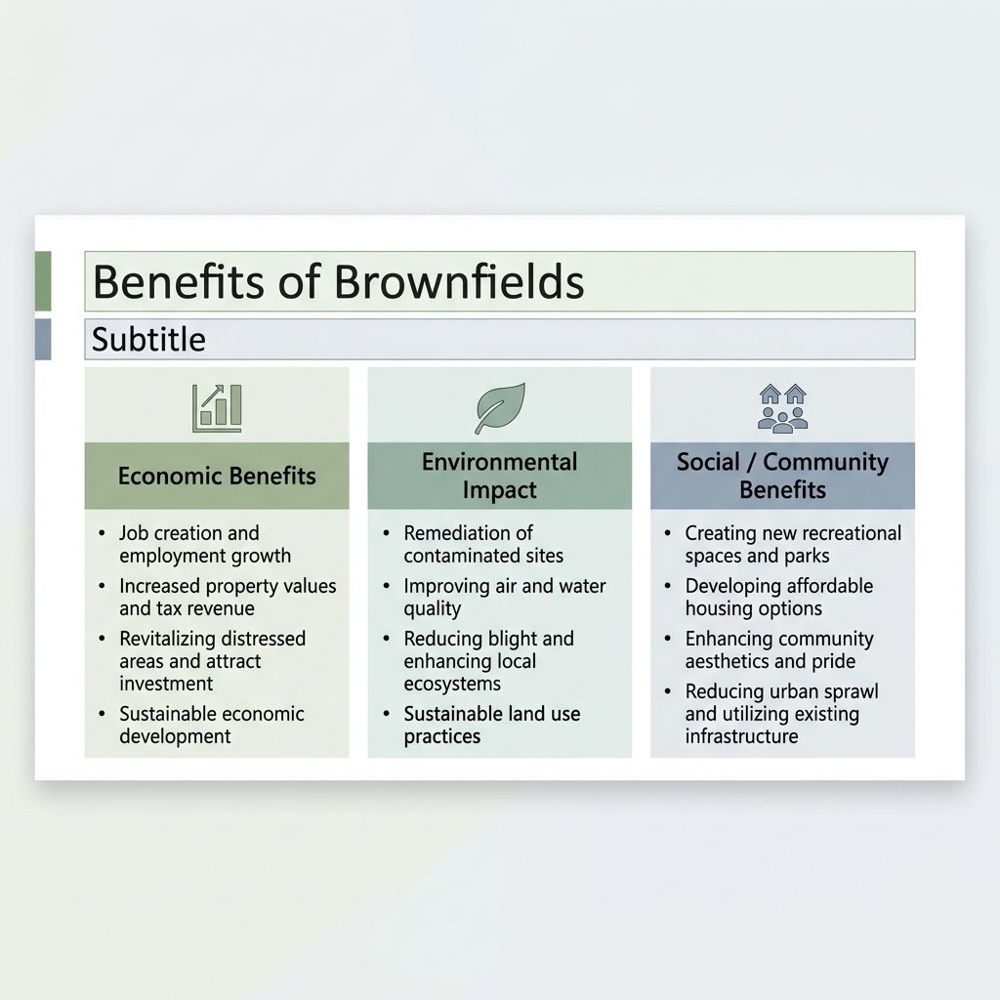 Benefits of Brownfields
Subtitle
Economic Benefits
• Job creation and
employment growth
• Increased property values
and tax revenue
• Revitalizing distressed
areas and attract
investment
• Sustainable economic
development
Environmental
Impact
• Remediation of
contaminated sites
• Improving air and water
quality
• Reducing blight and
enhancing local
ecosystems
• Sustainable land use
practices
Social / Community
Benefits
• Creating new recreational
spaces and parks
• Developing affordable
housing options
• Enhancing community
aesthetics and pride
• Reducing urban sprawl
and utilizing existing
infrastructure